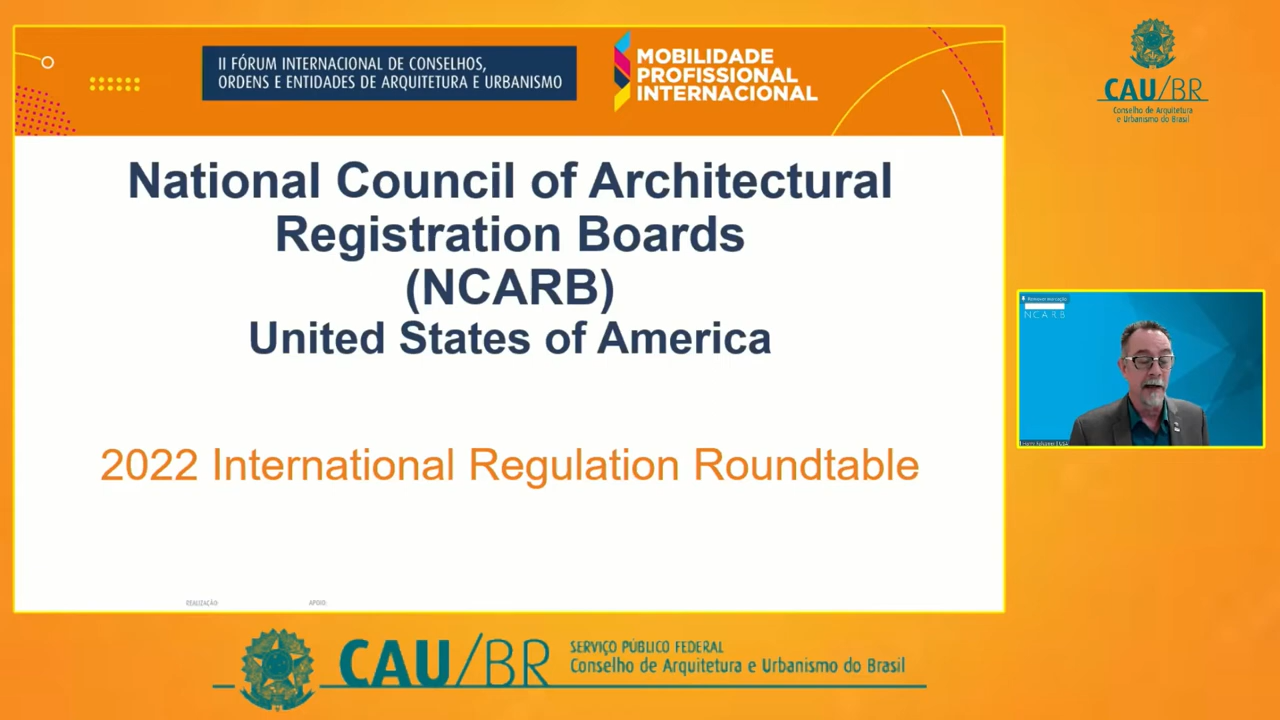 II FÓRUM INTERNACIONAL DE CONSELHOS,
ORDENS E ENTIDADES DE ARQUITETURA E URBANISMO
MOBILIDADE
PROFISSIONAL
INTERNACIONAL
CAU/BR
Conselho de Arquitetura
e Urbanismo do Brasil
National Council of Architectural
Registration Boards
(NCARB)
United States of America
2022 International Regulation Roundtable
NCARB
REALIZAÇÃO
APOIO:
CAU/BR
SERVIÇO PÚBLICO FEDERAL
Conselho de Arquitetura e Urbanismo do Brasil